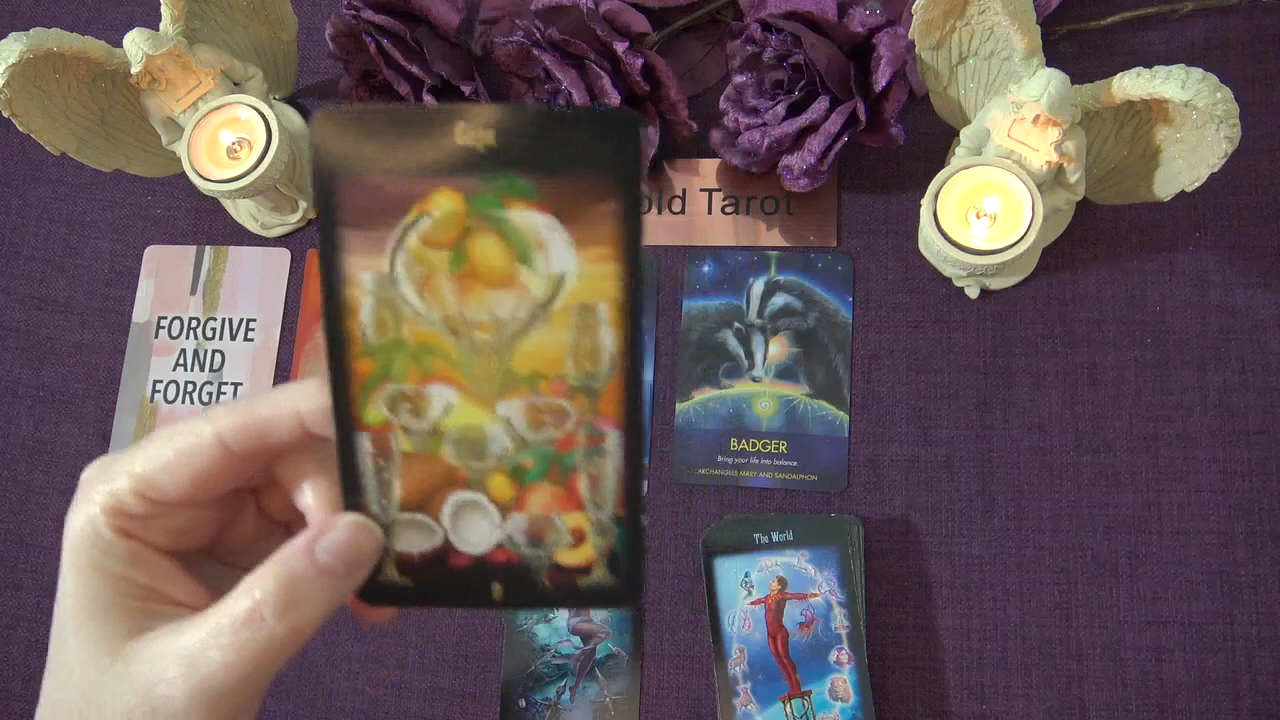 old Tarot
FORGIVE
AND
FORGET
BADGER
Bring your life into balance.
ARCHANGELS MARY AND SANDALPHON
The World